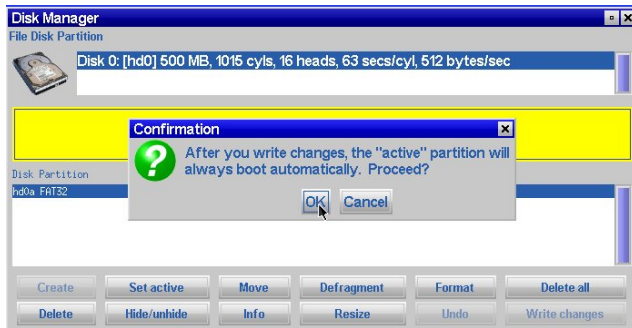 Disk Manager
File Disk Partition
Disk 0: [hd0] 500 MB, 1015 cyls, 16 heads, 63 secs/cyl, 512 bytes/sec
Confirmation
After you write changes, the "active" partition will
always boot automatically. Proceed?
OK Cancel
Disk Partition
hd0a FAT32
Create Set active Move Defragment Format Delete all
Delete Hide/unhide Info Resize Undo Write changes